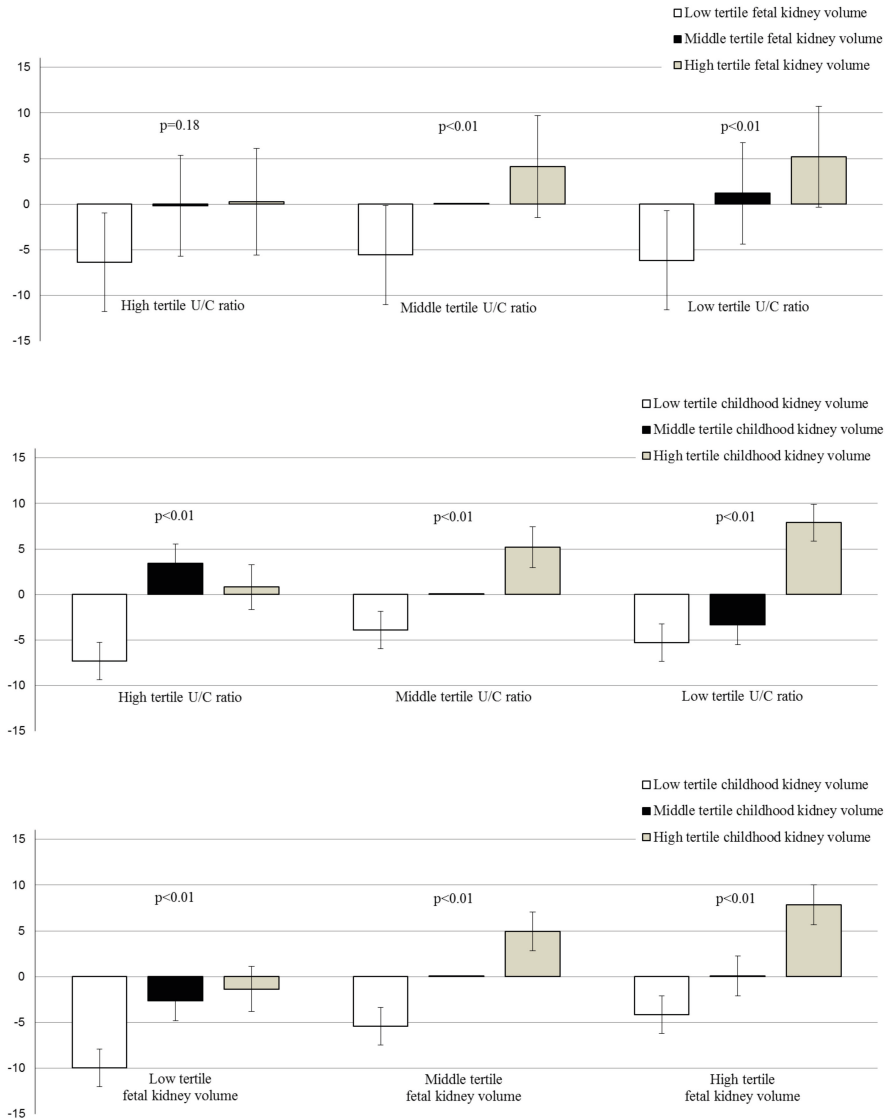 Low tertile fetal kidney volume
Middle tertile fetal kidney volume
High tertile fetal kidney volume
15
10
5
0
-5
-10
-15
p=0.18
p<0.01
p<0.01
High tertile U/C ratio
Middle tertile U/C ratio
Low tertile U/C ratio
Low tertile childhood kidney volume
Middle tertile childhood kidney volume
High tertile childhood kidney volume
15
10
5
0
-5
-10
-15
p<0.01
p<0.01
p<0.01
High tertile U/C ratio
Middle tertile U/C ratio
Low tertile U/C ratio
Low tertile childhood kidney volume
Middle tertile childhood kidney volume
High tertile childhood kidney volume
15
10
5
0
-5
-10
-15
p<0.01
p<0.01
p<0.01
Low tertile
fetal kidney volume
Middle tertile
fetal kidney volume
High tertile
fetal kidney volume